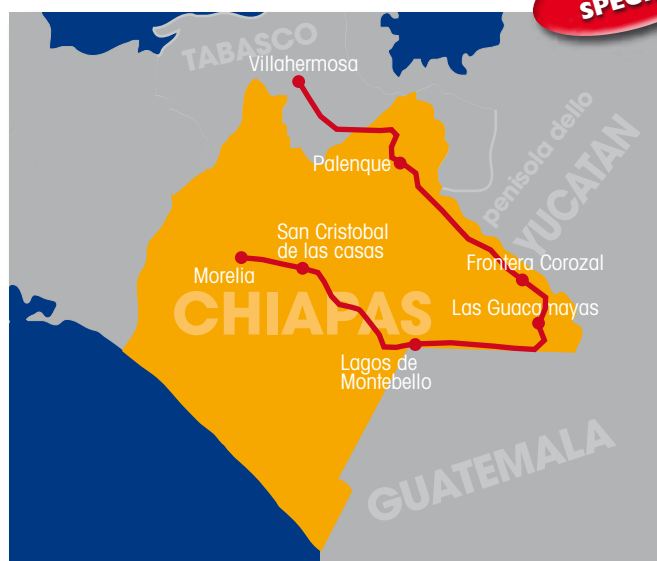 SPECI
TABASCO
Villahermosa
Palenque
penisola dello
YUCATAN
San Cristobal
de las casas
Morelia
Frontera Corozal
CHIAPAS
Las Guacamayas
Lagos de
Montebello
GUATEMALA